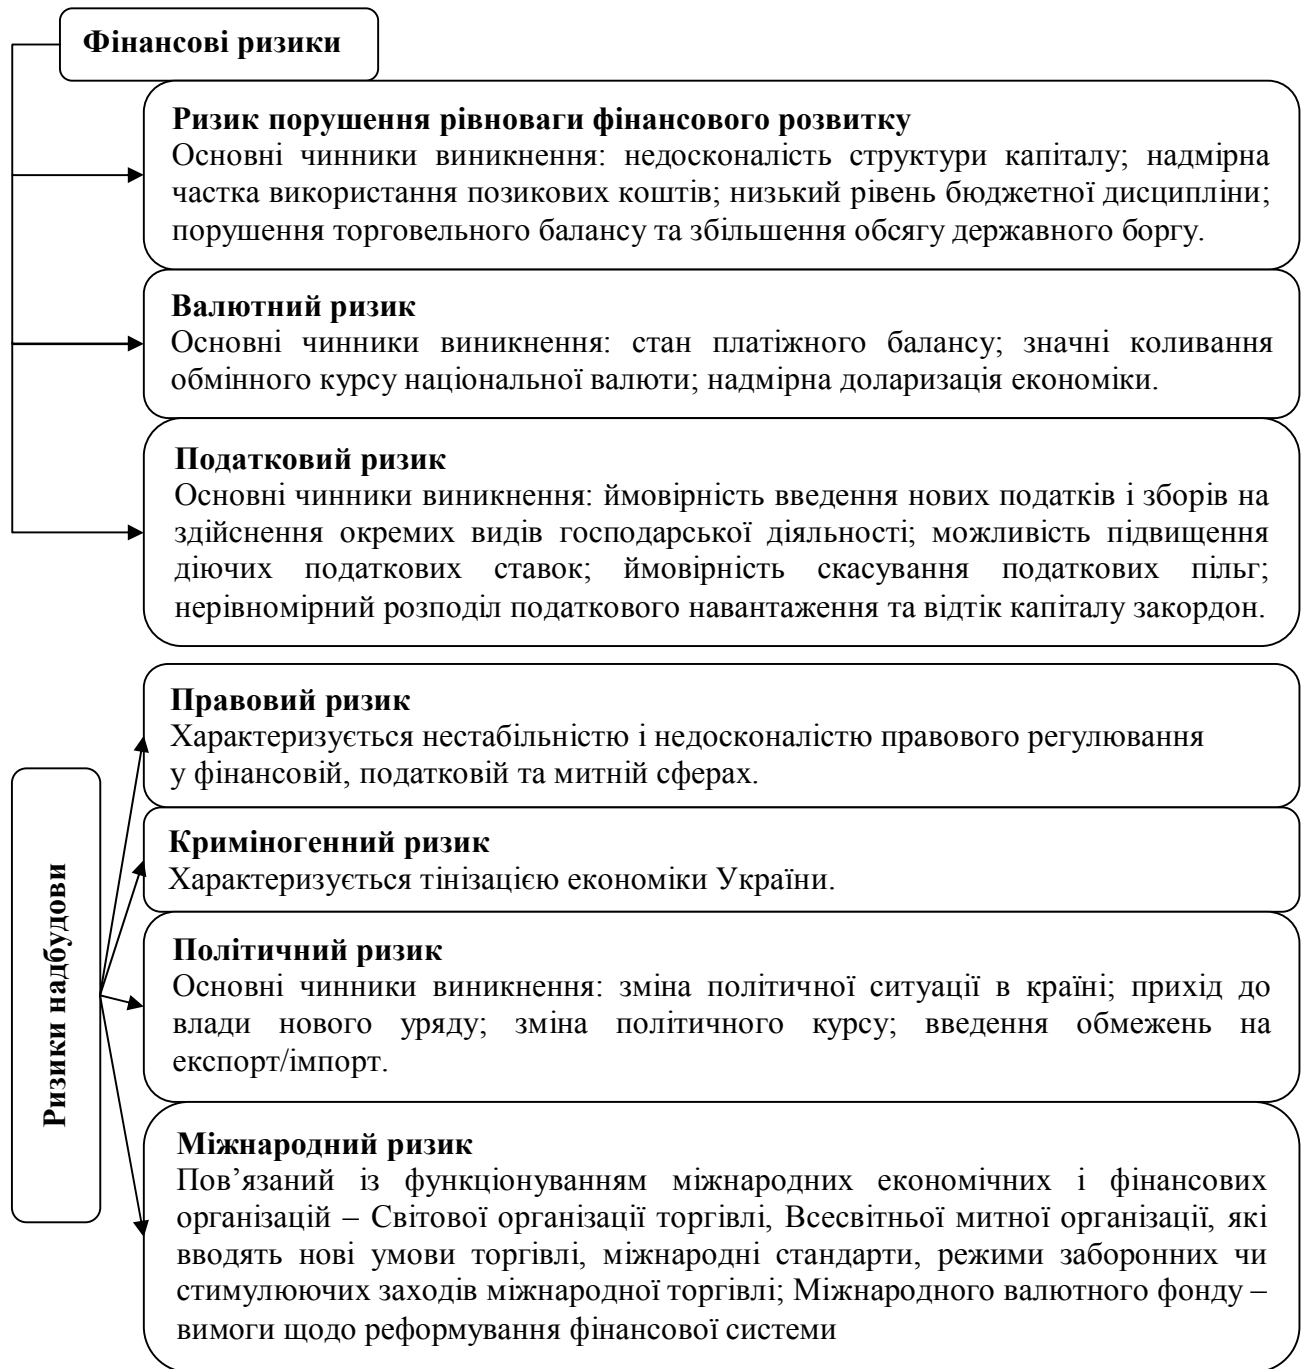 Фінансові ризики
Ризик порушення рівноваги фінансового розвитку
Основні чинники виникнення: недосконалість структури капіталу; надмірна
частка використання позикових коштів; низький рівень бюджетної дисципліни;
порушення торговельного балансу та збільшення обсягу державного боргу.
Валютний ризик
Основні чинники виникнення: стан платіжного балансу; значні коливання
обмінного курсу національної валюти; надмірна доларизація економіки.
Податковий ризик
Основні чинники виникнення: ймовірність введення нових податків і зборів на
здійснення окремих видів господарської діяльності; можливість підвищення
діючих податкових ставок; ймовірність скасування податкових пільг;
нерівномірний розподіл податкового навантаження та відтік капіталу закордон.
Ризики надбудови
Правовий ризик
Характеризується нестабільністю і недосконалістю правового регулювання
у фінансовій, податковій та митній сферах.
Криміногенний ризик
Характеризується тінізацією економіки України.
Політичний ризик
Основні чинники виникнення: зміна політичної ситуації в країні; прихід до
влади нового уряду; зміна політичного курсу; введення обмежень на
експорт/імпорт.
Міжнародний ризик
Пов’язаний із функціонуванням міжнародних економічних і фінансових
організацій – Світової організації торгівлі, Всесвітньої митної організації, які
вводять нові умови торгівлі, міжнародні стандарти, режими заборонних чи
стимулюючих заходів міжнародної торгівлі; Міжнародного валютного фонду –
вимоги щодо реформування фінансової системи